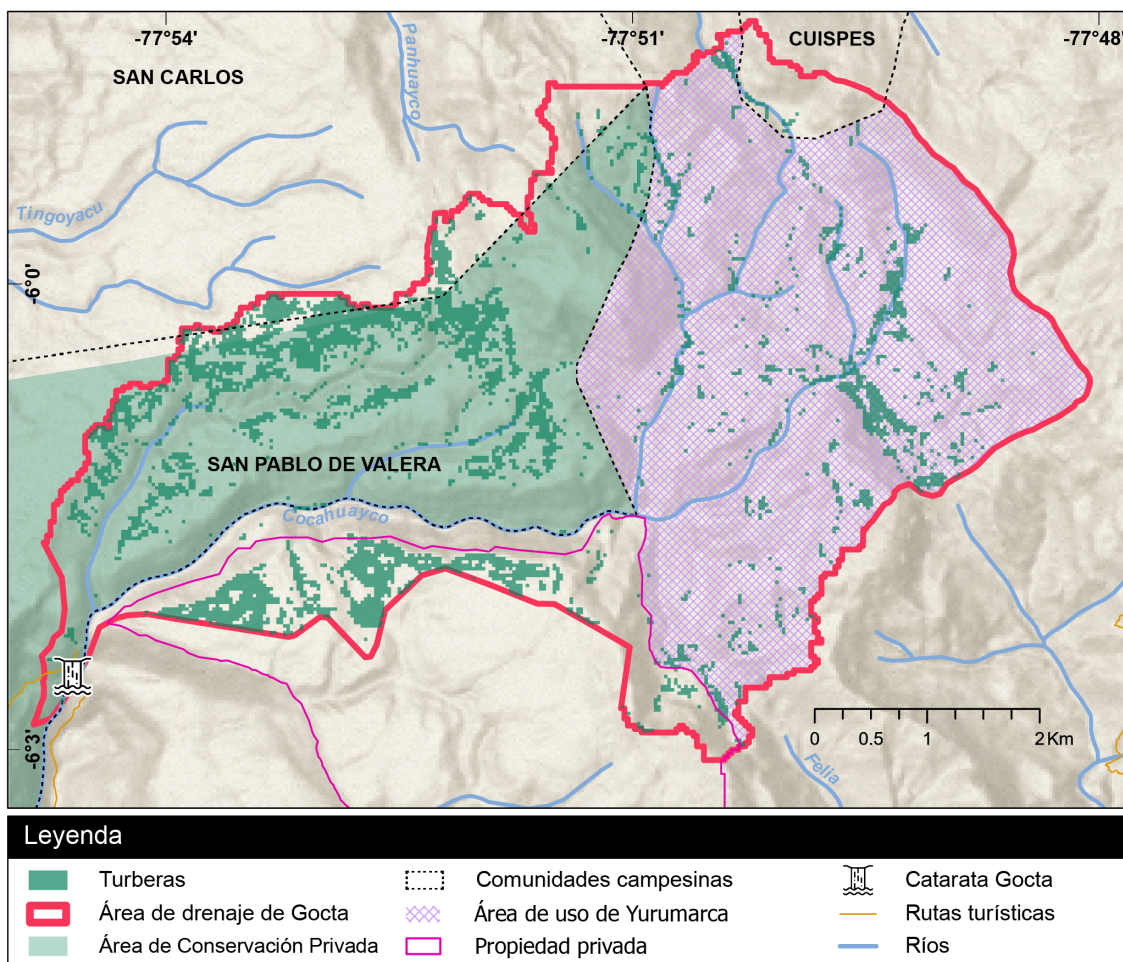 -77°54'
-77°51'
-77°48'
CUISPES
SAN CARLOS
Panhuayco
Tingoyacu
-6°0'
SAN PABLO DE VALERA
Cocahuayco
-6°3'
0 0.5 1 2 Km
Felia
Leyenda
Turberas
Comunidades campesinas
Catarata Gocta
Área de drenaje de Gocta
Área de uso de Yurumarca
Rutas turísticas
Área de Conservación Privada
Propiedad privada
Ríos